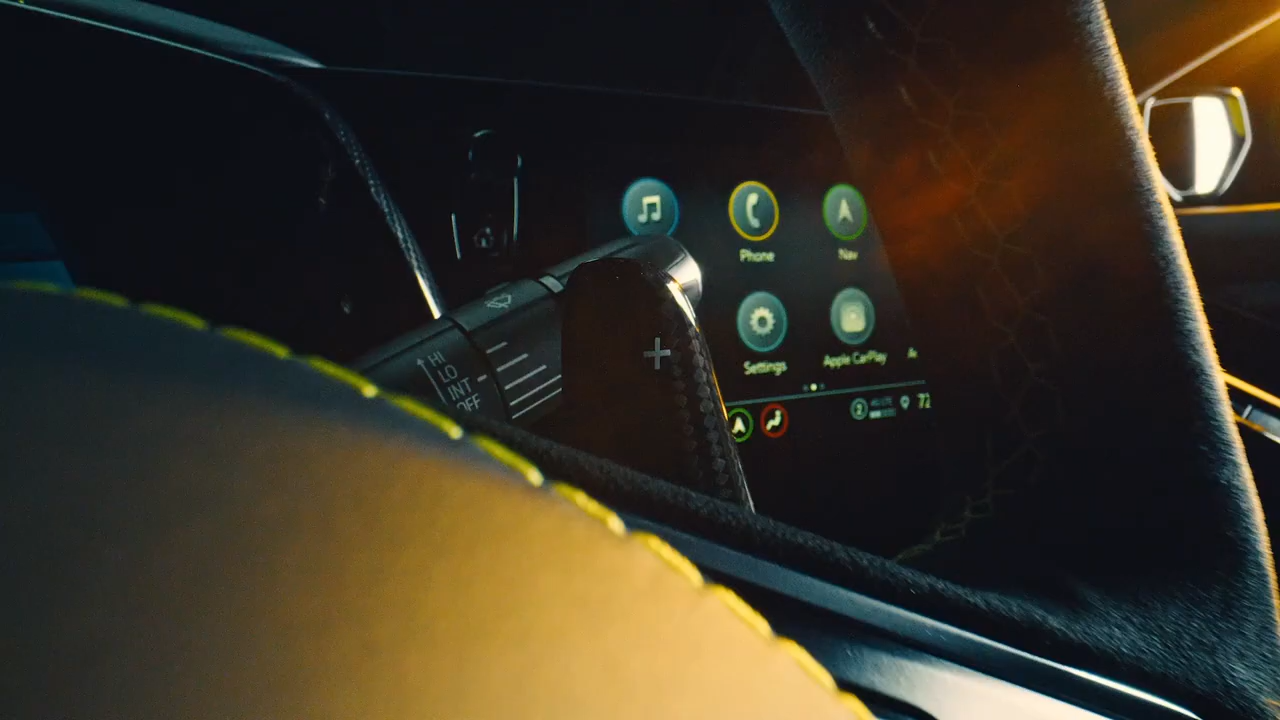 Phone
Nav
Settings
Apple CarPlay
HI
LO
INT
OFF
+
2
72